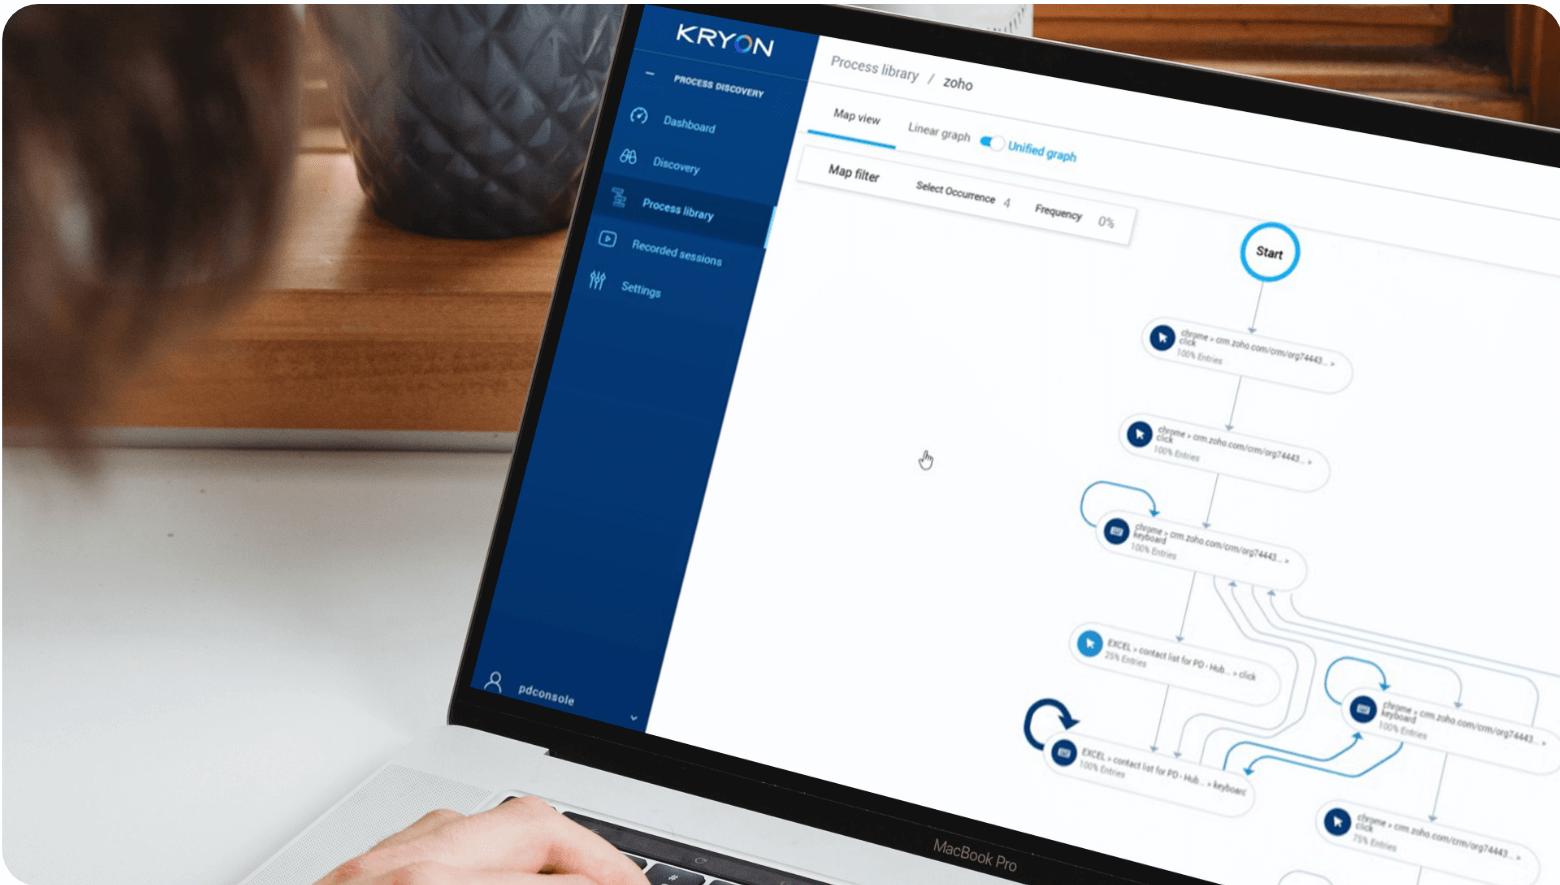 KRYON
PROCESS DISCOVERY
Dashboard
Discovery
Process library
Recorded sessions
Settings
pdconsole
Process library / zoho
Map view
Linear graph
Unified graph
Map filter
Select Occurrence 4
Frequency 0%
Start
chrome > crm.zoho.com/crm/org74443... >
click
100% Entries
chrome > crm.zoho.com/crm/org74443... >
click
100% Entries
chrome > crm.zoho.com/crm/org74443... >
keyboard
100% Entries
EXCEL > contact list for PD - Hub... > click
25% Entries
chrome > crm.zoho.com/crm/org74443... >
keyboard
100% Entries
EXCEL > contact list for PD - Hub... > keyboard
100% Entries
chrome > crm.zoho.com/crm/org74443... >
click
75% Entries
MacBook Pro
#